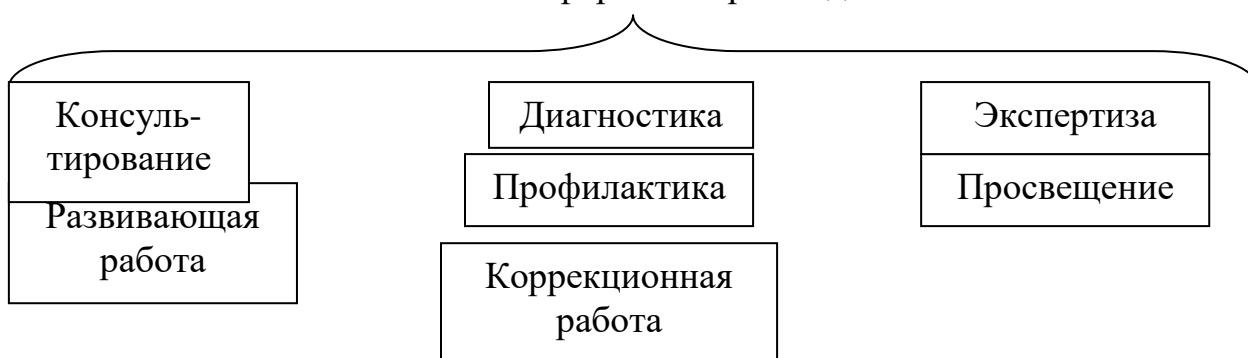 Консуль-
тирование
Развивающая
работа
Диагностика
Профилактика
Коррекционная
работа
Экспертиза
Просвещение